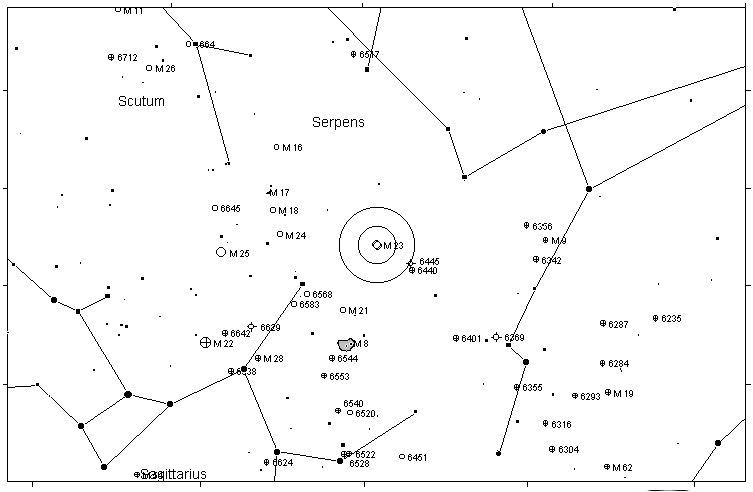 M 11
664
6712
M 26
6517
Scutum
Serpens
M 16
M 17
6645
M 18
6356
M 24
M 9
M 23
M 25
6342
6445
6440
6568
6583
M 21
6235
6287
6629
6642
6401
6369
M 22
M 8
M 28
6544
6284
6538
6553
6355
M 19
6293
6540
6520
6316
6304
6522
6451
6624
6528
M 62
Sagittarius